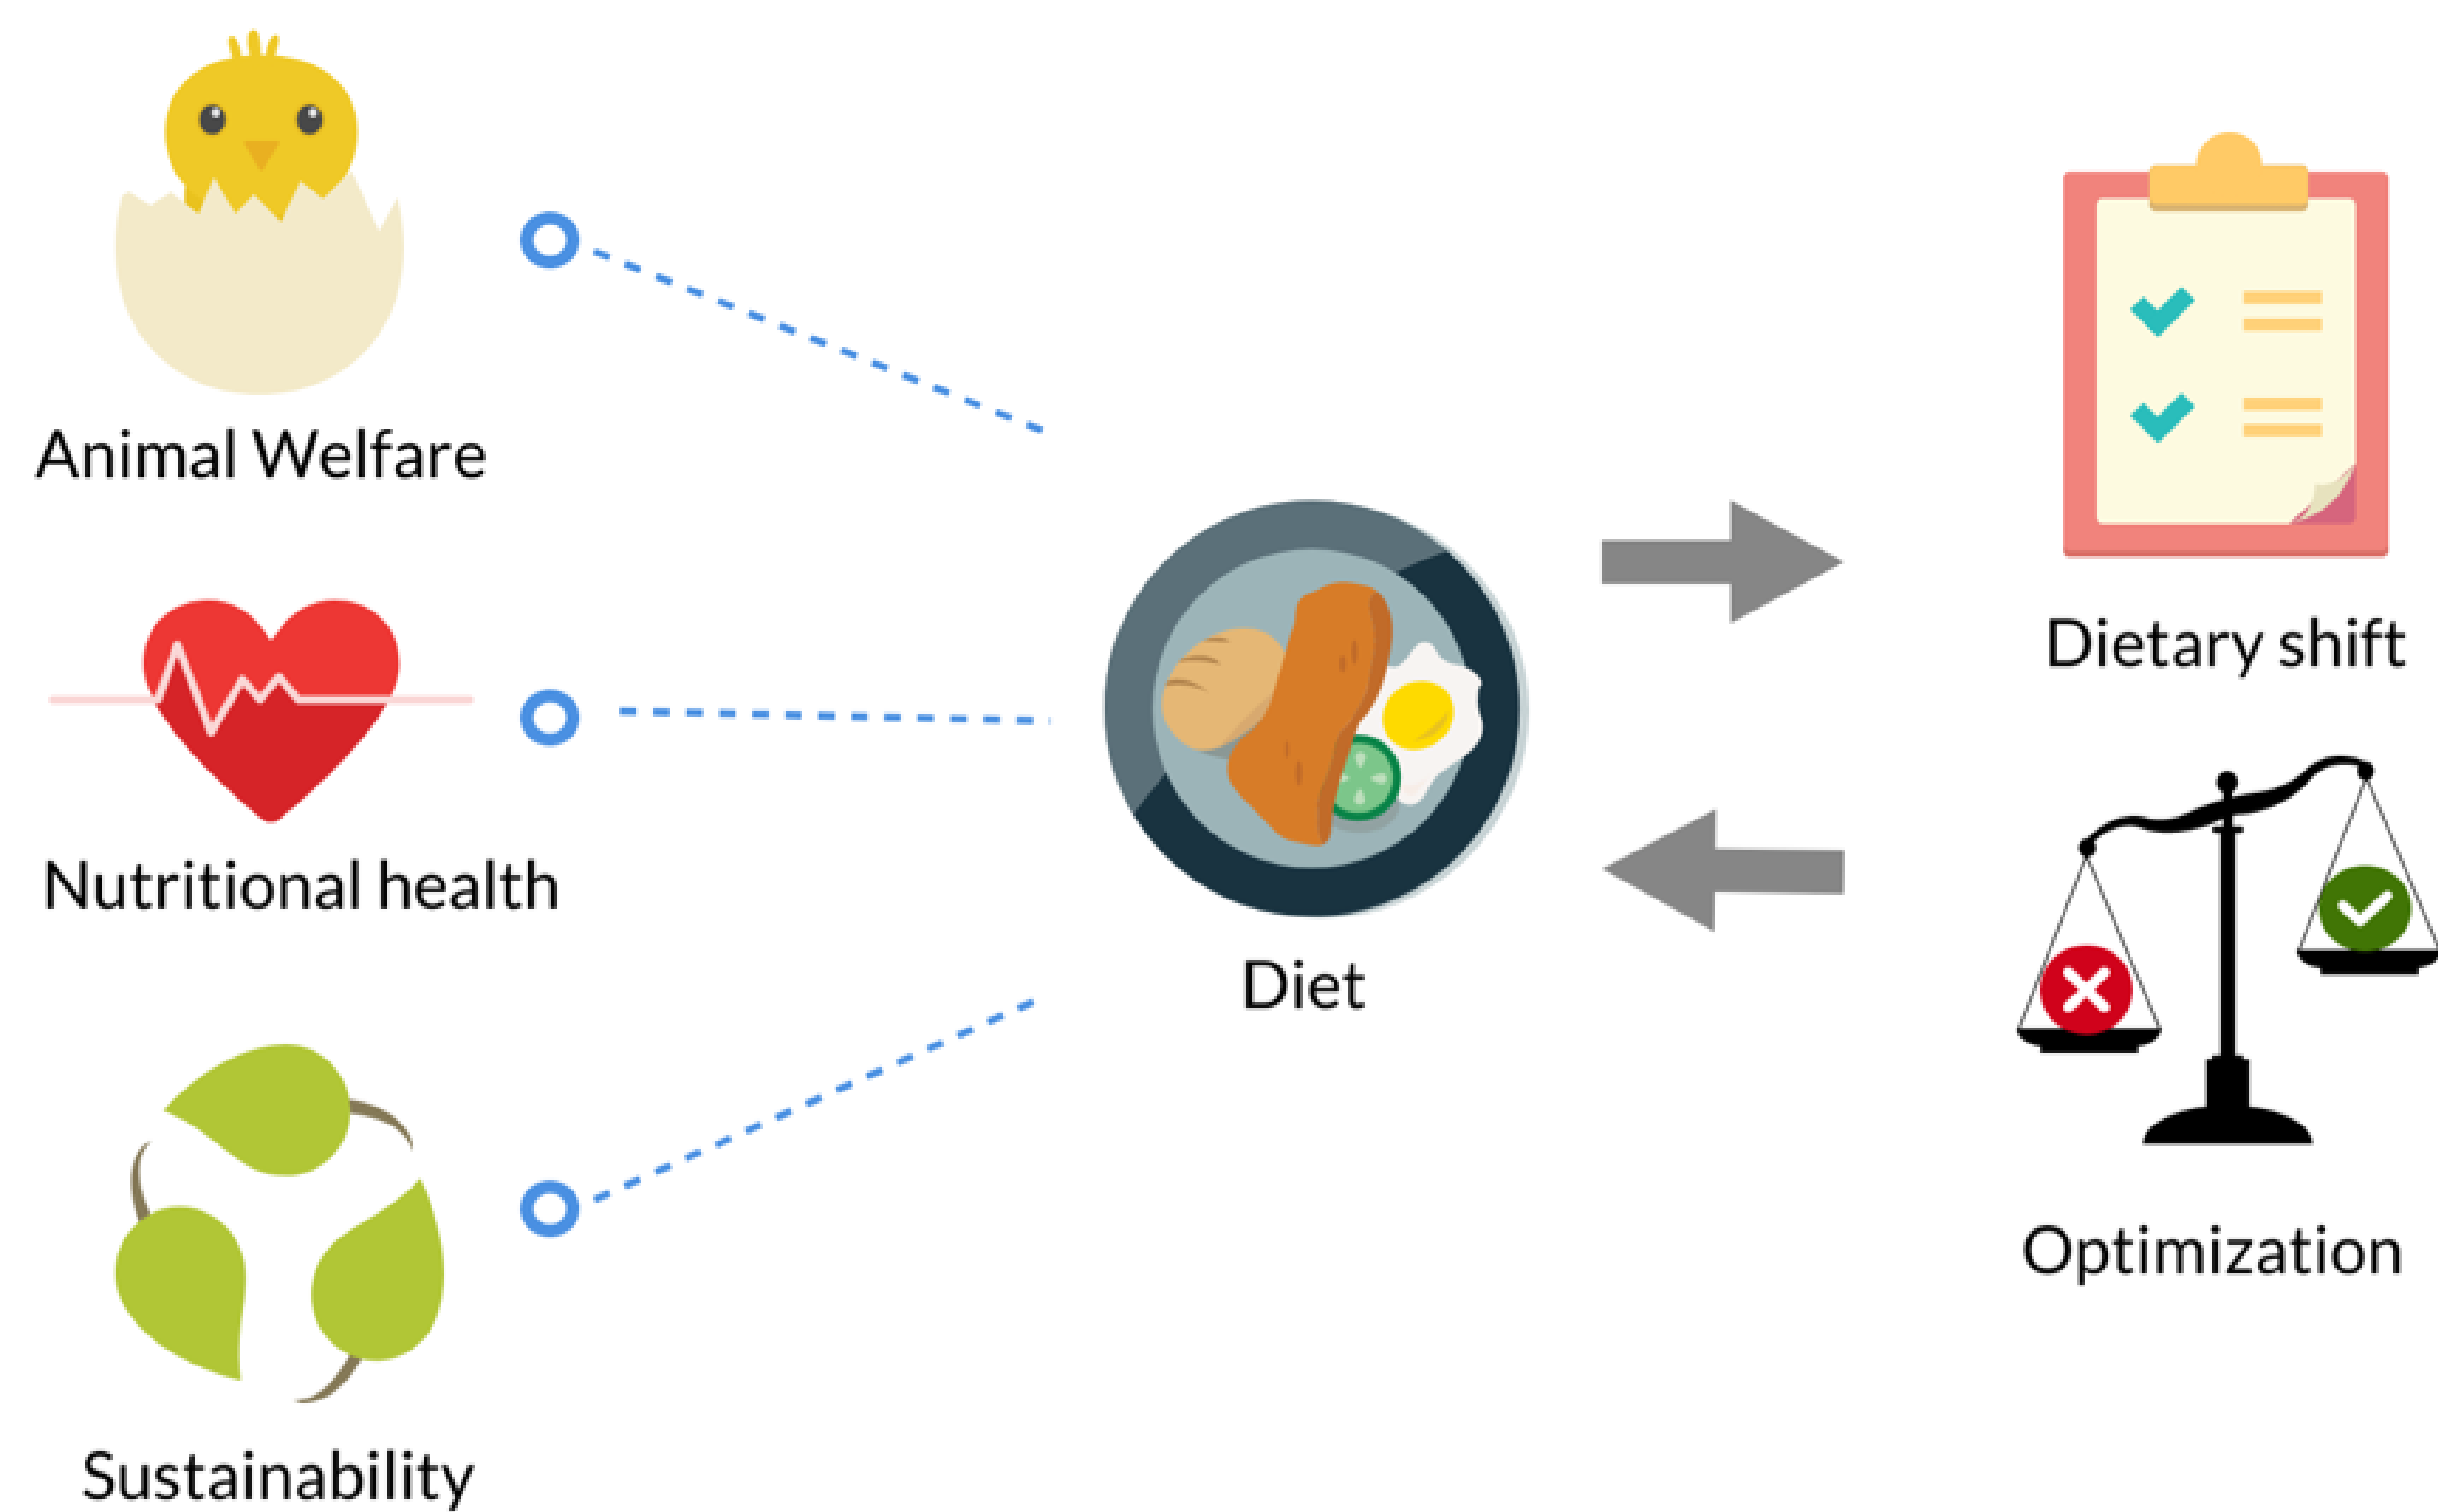 Animal Welfare
Nutritional health
Sustainability
Diet
Dietary shift
Optimization